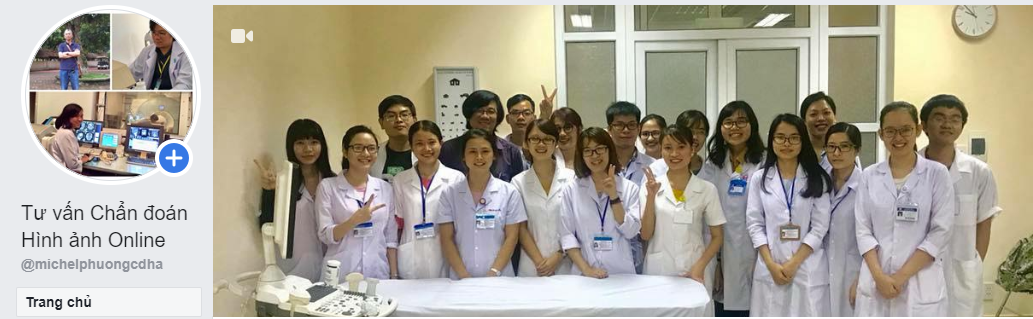 Tư vấn Chẩn đoán
Hình ảnh Online
@michelphuongcdha
Trang chủ